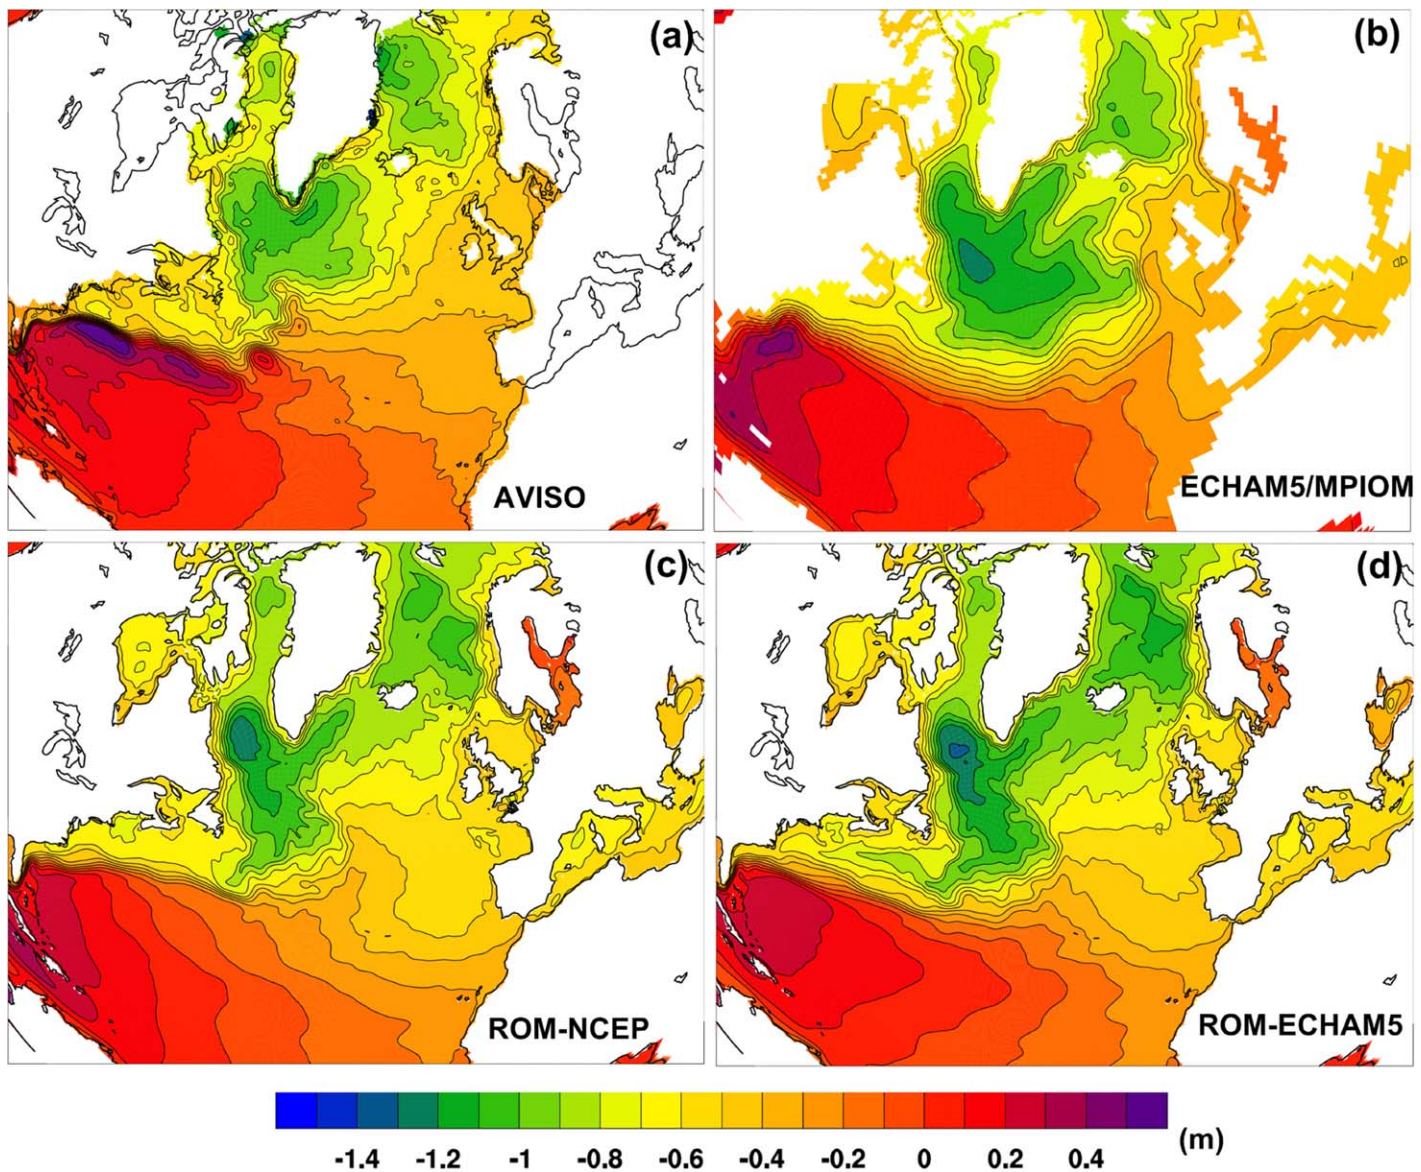 (a)
(b)
AVISO
ECHAM5/MPIOM
(c)
(d)
ROM-NCEP
ROM-ECHAM5
-1.4 -1.2 -1 -0.8 -0.6 -0.4 -0.2 0 0.2 0.4 (m)